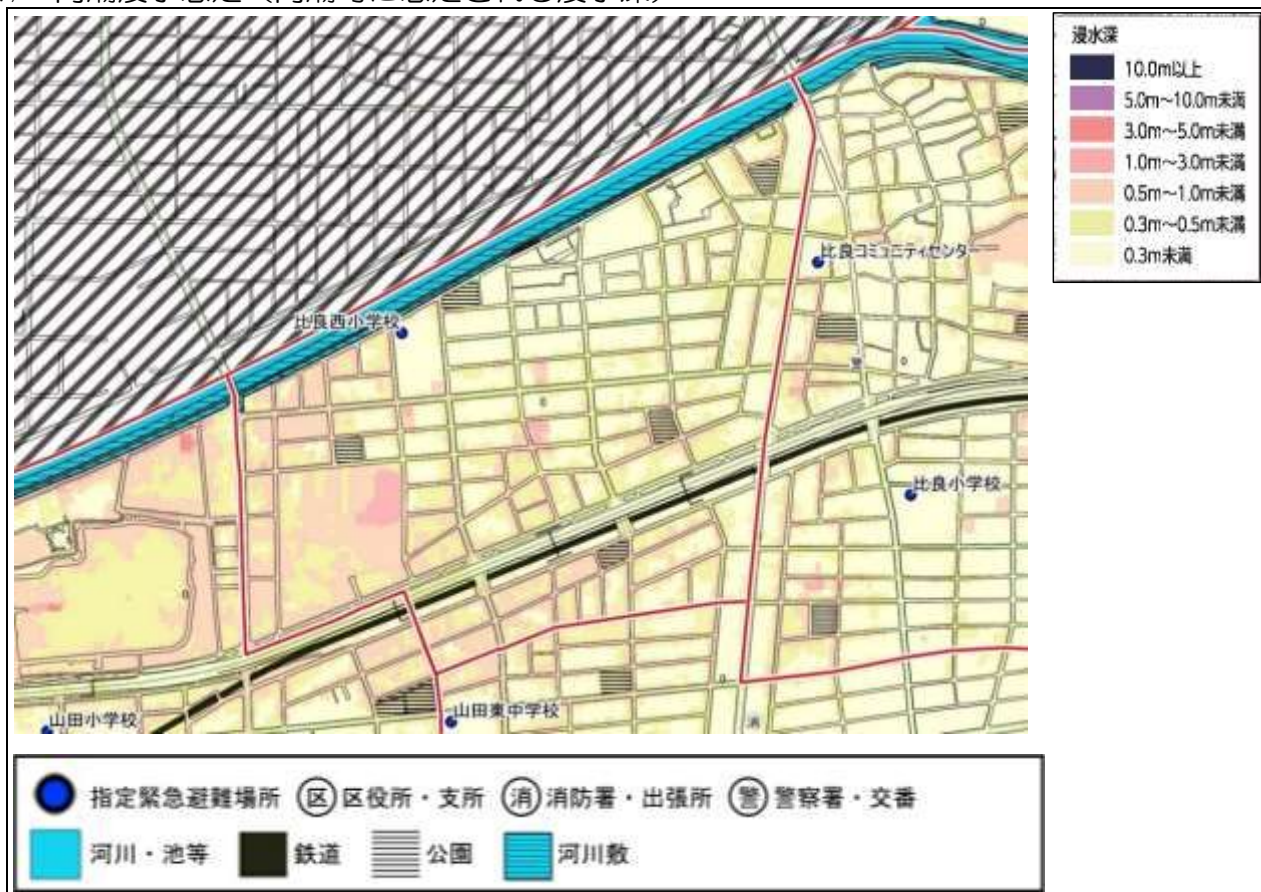 浸水深
10.0m以上
5.0m～10.0m未満
3.0m～5.0m未満
1.0m～3.0m未満
0.5m～1.0m未満
0.3m～0.5m未満
0.3m未満
比良コミュニティセンター
比良西小学校
警
比良小学校
山田小学校
山田東中学校
消
指定緊急避難場所 区 区役所・支所 消 消防署・出張所 警 警察署・交番
河川・池等 鉄道 公園 河川敷